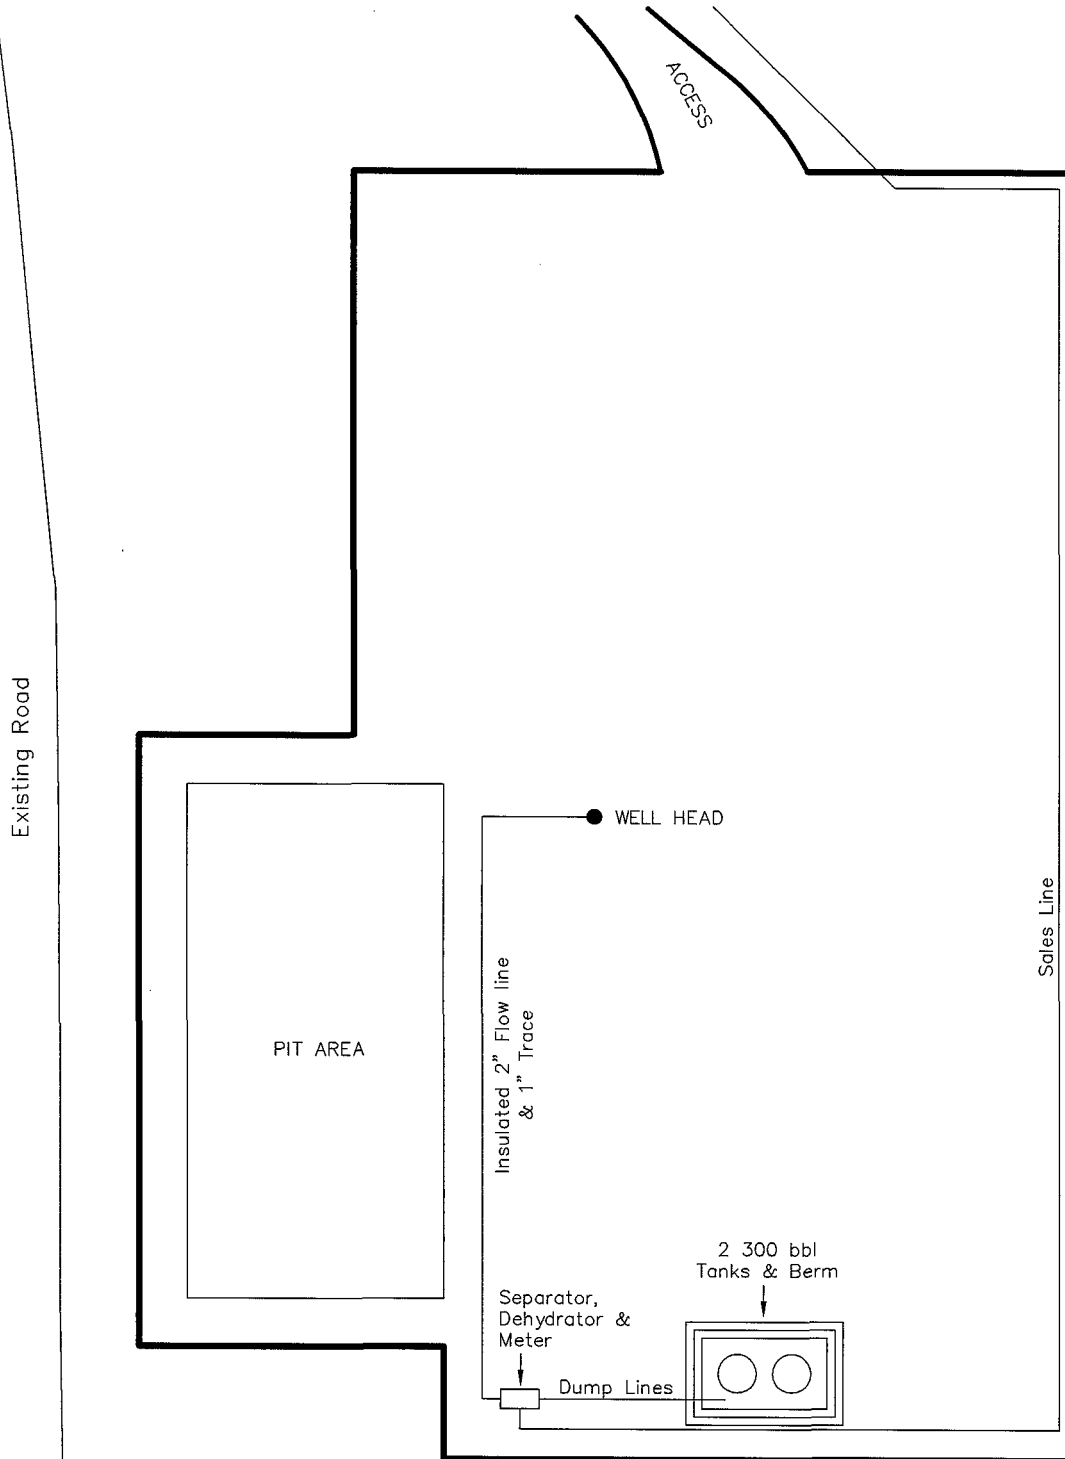 ACCESS
Existing Road
WELL HEAD
Sales Line
Insulated 2" Flow line
& 1" Trace
PIT AREA
2 300 bbl
Tanks & Berm
Separator,
Dehydrator &
Meter
Dump Lines